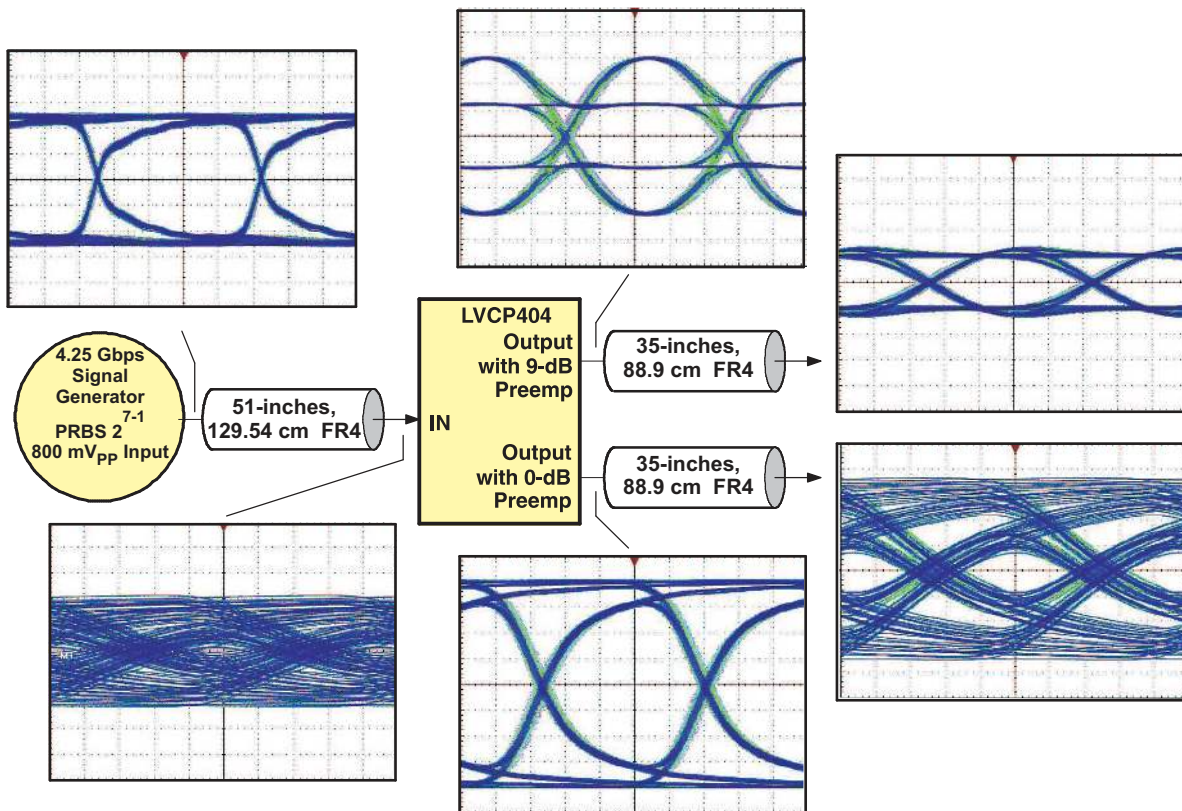 4.25 Gbps
Signal
Generator
PRBS 2^7-1
800 mVPP Input
51-inches,
129.54 cm FR4
LVCP404
IN
Output
with 9-dB
Preemp
Output
with 0-dB
Preemp
35-inches,
88.9 cm FR4
35-inches,
88.9 cm FR4
M1